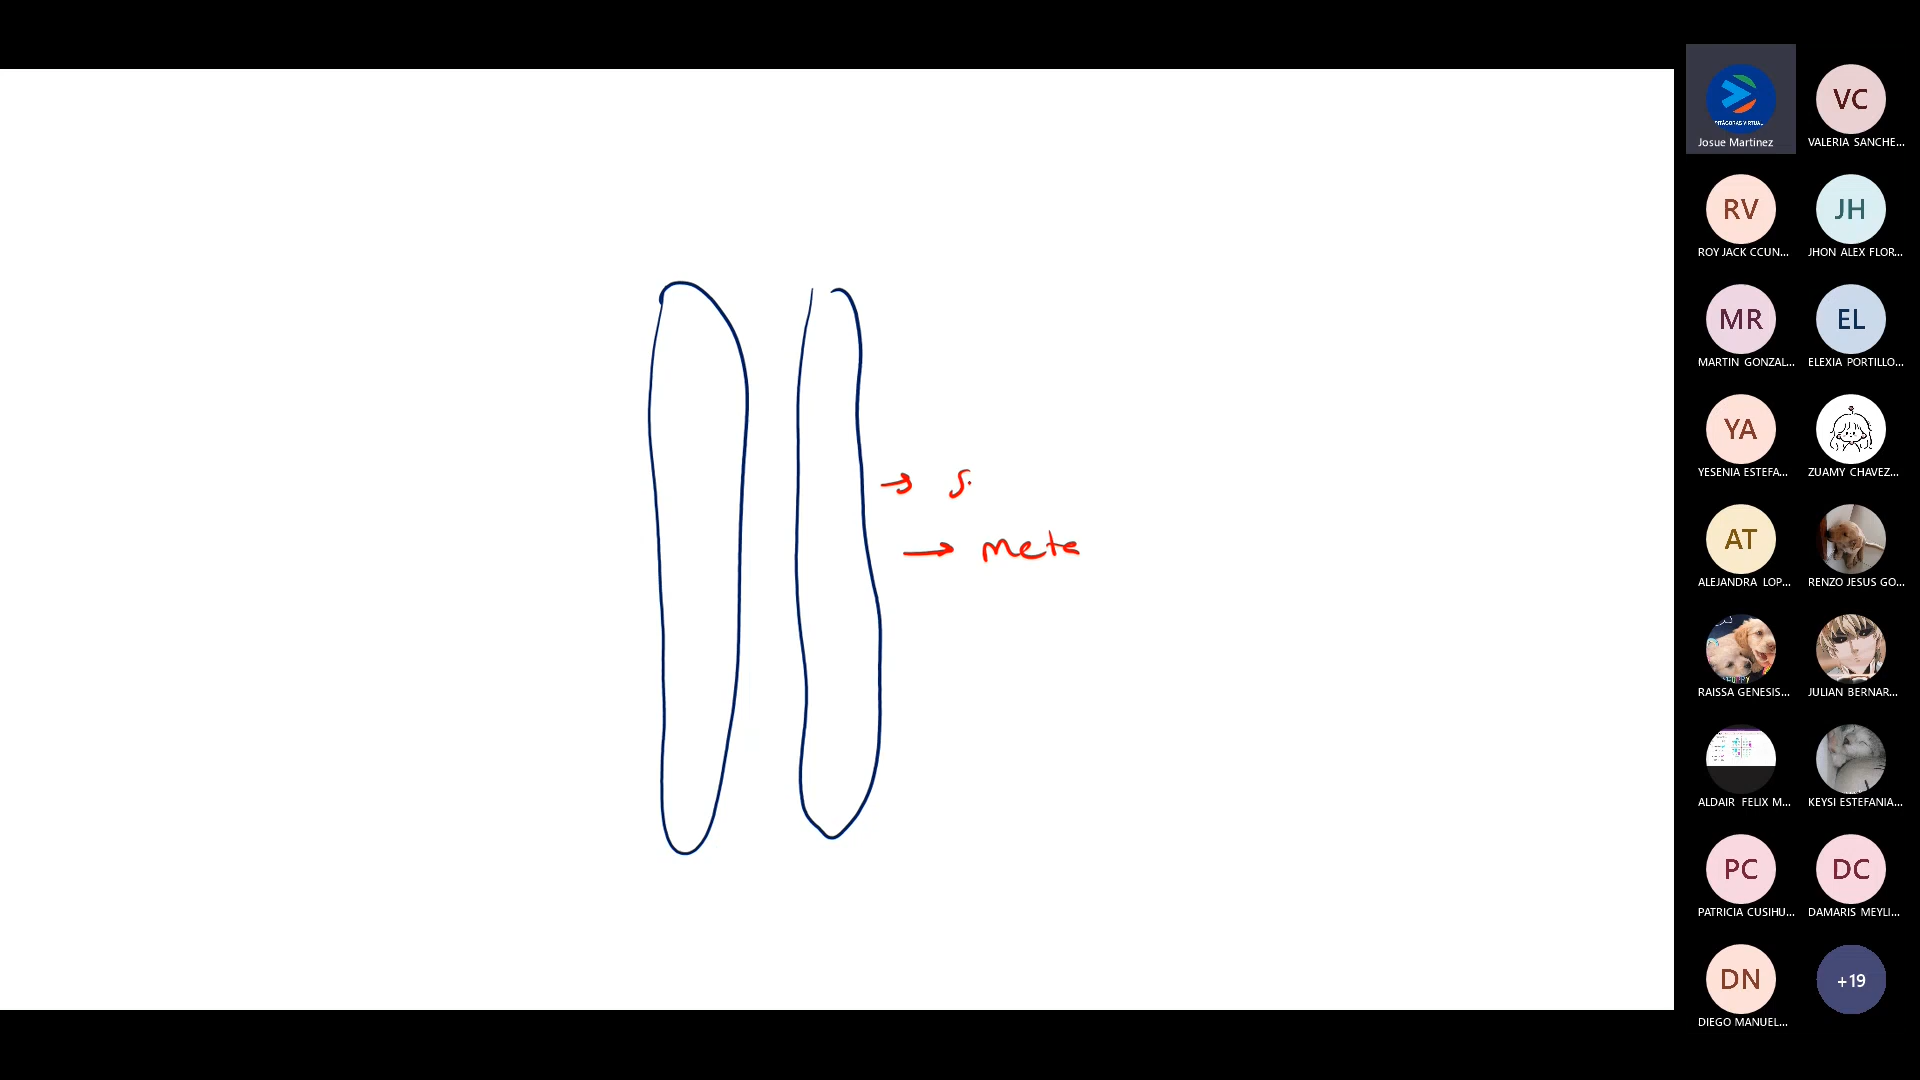 PITÁGORAS VIRTUAL
Josue Martinez
VC
VALERIA SANCHE...
RV
ROY JACK CCUN...
JH
JHON ALEX FLOR...
MR
MARTIN GONZAL...
EL
ELEXIA PORTILLO...
YA
YESENIA ESTEFA...
ZUAMY CHAVEZ...
→ S.
→ meta
AT
ALEJANDRA LOP...
RENZO JESUS GO...
RAISSA GENESIS...
JULIAN BERNAR...
ALDAIR FELIX M...
KEYSI ESTEFANIA...
PC
PATRICIA CUSIHU...
DC
DAMARIS MEYLI...
DN
DIEGO MANUEL...
+19